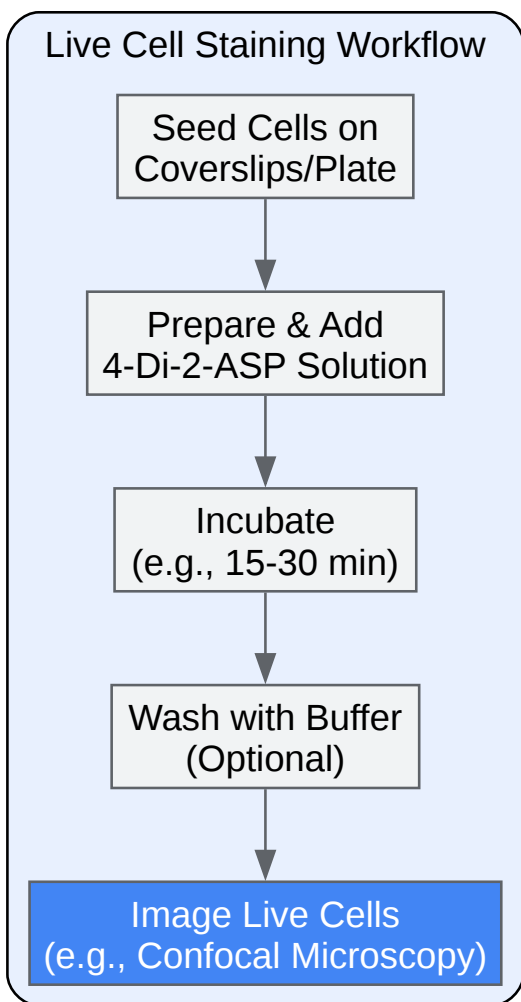 Live Cell Staining Workflow
Seed Cells on
Coverslips/Plate
Prepare & Add
4-Di-2-ASP Solution
Incubate
(e.g., 15-30 min)
Wash with Buffer
(Optional)
Image Live Cells
(e.g., Confocal Microscopy)